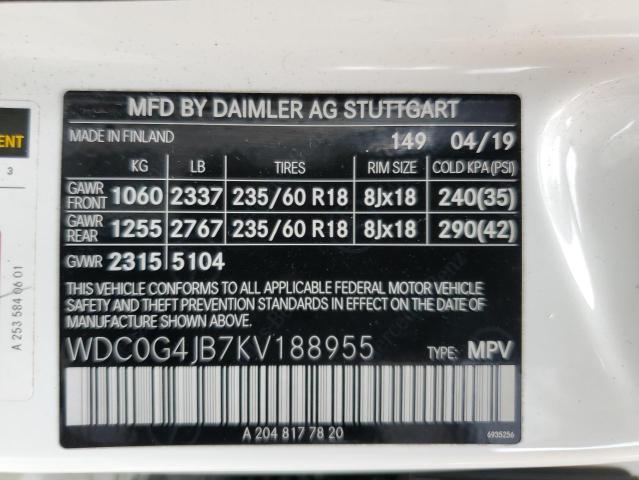 MFD BY DAIMLER AG STUTTGART
MADE IN FINLAND 149 04/19
KG LB TIRES RIM SIZE COLD KPA(PSI)
GAWR FRONT 1060 2337 235/60 R18 8Jx18 240(35)
GAWR REAR 1255 2767 235/60 R18 8Jx18 290(42)
GVWR 2315 5104
THIS VEHICLE CONFORMS TO ALL APPLICABLE FEDERAL MOTOR VEHICLE
SAFETY AND THEFT PREVENTION STANDARDS IN EFFECT ON THE DATE
OF MANUFACTURE SHOWN ABOVE.
WDC0G4JB7KV188955 TYPE: MPV
A 204 817 78 20
6935256
ENT
3
A 253 584 06 01